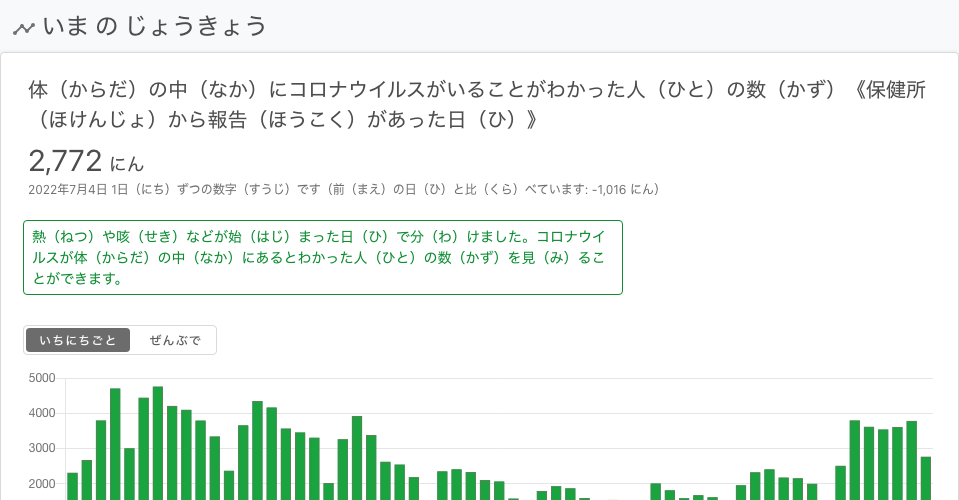 いま の じょうきょう
体（からだ）の中（なか）にコロナウイルスがいることがわかった人（ひと）の数（かず）《保健所
（ほけんじょ）から報告（ほうこく）があった日（ひ）》
2,772 にん
2022年7月4日 1日（にち）ずつの数字（すうじ）です（前（まえ）の日（ひ）と比（くら）べています: -1,016 にん）
熱（ねつ）や咳（せき）などが始（はじ）まった日（ひ）で分（わ）けました。コロナウイ
ルスが体（からだ）の中（なか）にあるとわかった人（ひと）の数（かず）を見（み）るこ
とができます。
いちにちごと ぜんぶで
5000
4000
3000
2000